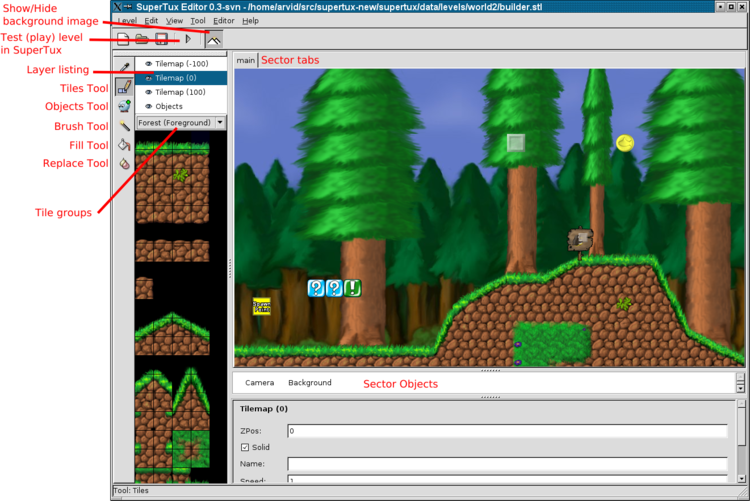 Show/Hide
background image
Test (play) level
in SuperTux
Layer listing
Tiles Tool
Objects Tool
Brush Tool
Fill Tool
Replace Tool
Tile groups
SuperTux Editor 0.3-svn - /home/arvid/src/supertux-new/supertux/data/levels/world2/builder.stl
Level Edit View Tool Editor Help
Tilemap (-100)
Tilemap (0)
Tilemap (100)
Objects
Forest (Foreground)
main
Sector tabs
Spawn
Point
? ? !
Camera Background
Sector Objects
Tilemap (0)
ZPos: 0
Solid
Name:
Speed: 1
Tool: Tiles